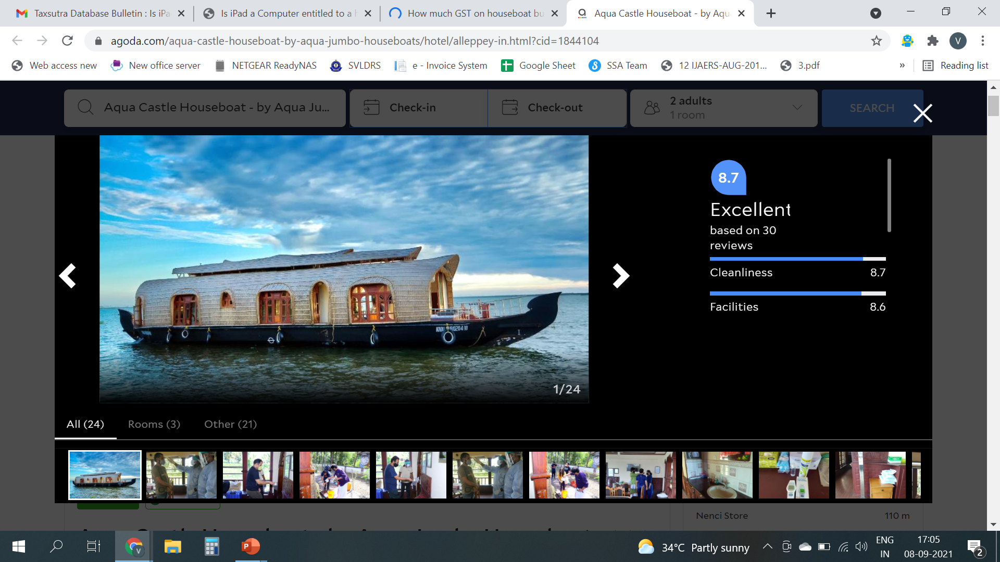 Taxsutra Database Bulletin : Is iPa
Is iPad a Computer entitled to a h
How much GST on houseboat bu
Aqua Castle Houseboat - by Aqu
agoda.com/aqua-castle-houseboat-by-aqua-jumbo-houseboats/hotel/alleppey-in.html?cid=1844104
V
Web access new
New office server
NETGEAR ReadyNAS
SVLDRS
e - Invoice System
Google Sheet
SSA Team
12 IJAERS-AUG-201...
3.pdf
»
Reading list
Aqua Castle Houseboat - by Aqua Ju...
Check-in
Check-out
2 adults
1 room
SEARCH
8.7
Excellent
based on 30
reviews
Cleanliness 8.7
Facilities 8.6
1/24
All (24)
Rooms (3)
Other (21)
Nenci Store 110 m
34°C Partly sunny
ENG
IN
17:05
08-09-2021
2